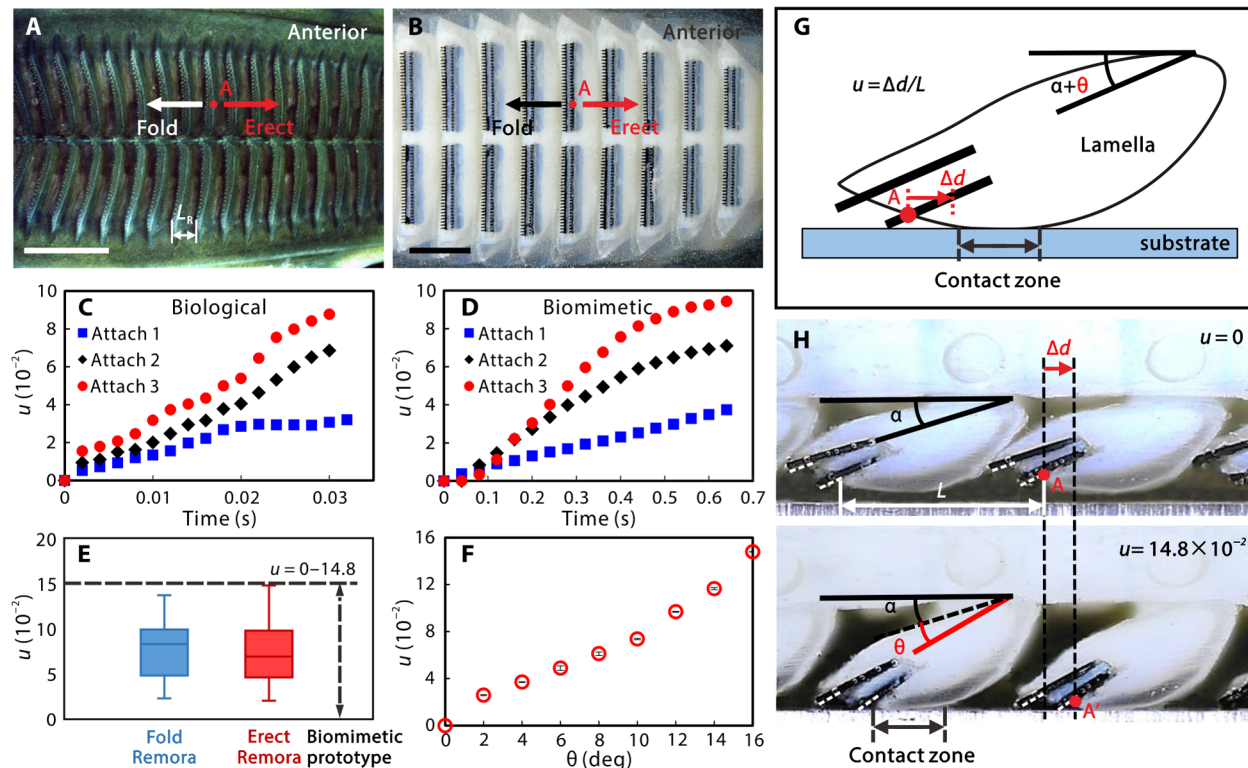 A
Anterior
A
Fold
Erect
L_R
B
Anterior
A
Fold
Erect
G
u = Δd/L
α+θ
Lamella
A
Δd
substrate
Contact zone
C
Biological
Attach 1
Attach 2
Attach 3
u (10⁻²)
10
8
6
4
2
0
0
0.01
0.02
0.03
Time (s)
D
Biomimetic
Attach 1
Attach 2
Attach 3
u (10⁻²)
10
8
6
4
2
0
0
0.1
0.2
0.3
0.4
0.5
0.6
0.7
Time (s)
E
u = 0–14.8
u (10⁻²)
20
15
10
5
0
Fold
Remora
Erect
Remora
Biomimetic
prototype
F
u (10⁻²)
16
12
8
4
0
0
2
4
6
8
10
12
14
16
θ (deg)
H
u = 0
Δd
α
A
L
u = 14.8 × 10⁻²
α
θ
A'
Contact zone